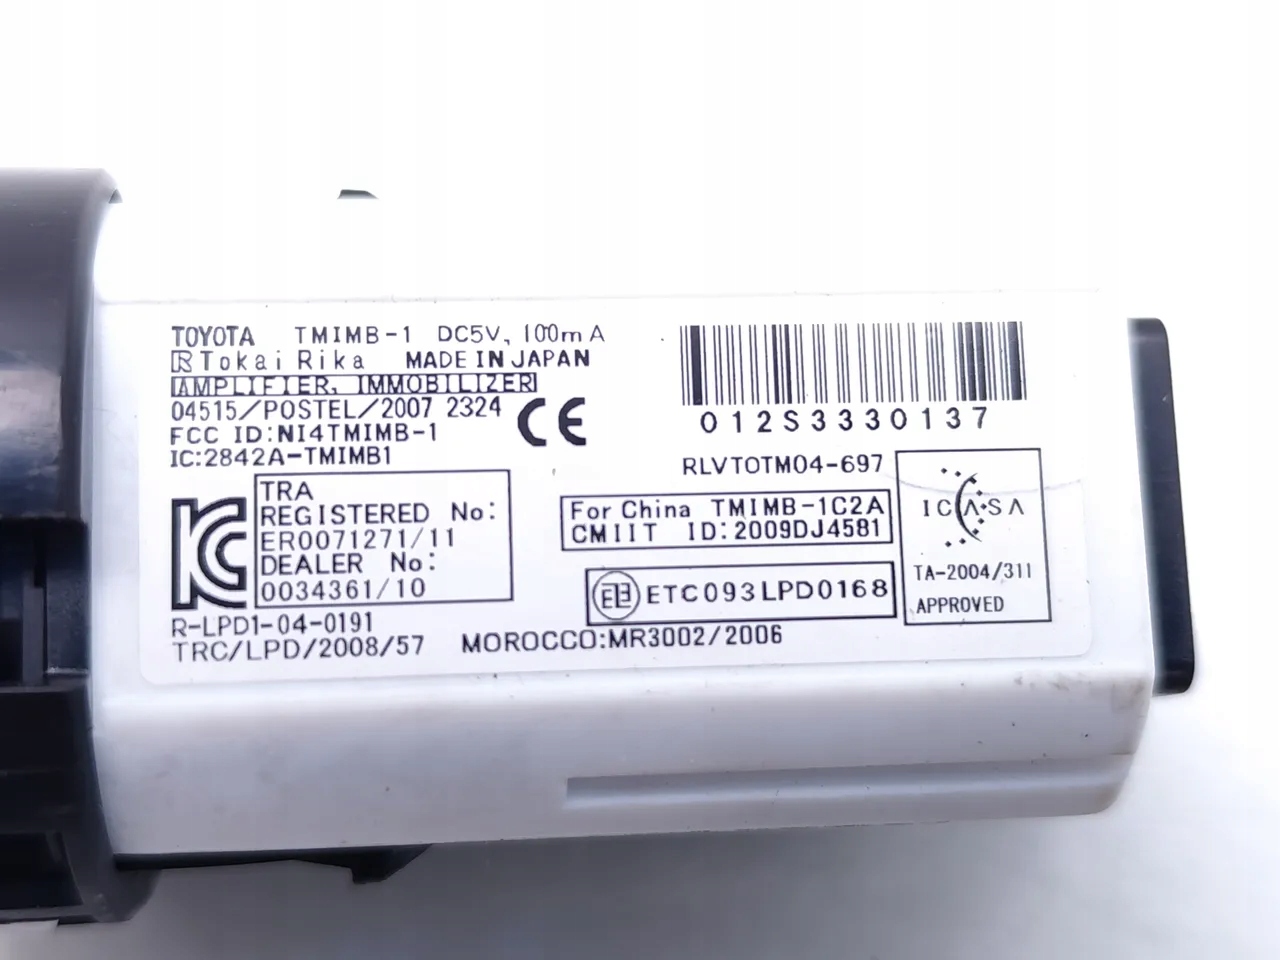 TOYOTA TMIMB-1 DC5V, 100mA
Tokai Rika MADE IN JAPAN
AMPLIFIER, IMMOBILIZER
04515/POSTEL/2007 2324
CE
FCC ID:NI4TMIMB-1
IC:2842A-TMIMB1
012S3330137
RLVTOTM04-697
TRA
REGISTERED No:
ER0071271/11
DEALER No:
0034361/10
For China TMIMB-1C2A
CMIIT ID:2009DJ4581
ETC093LPD0168
ICASA
TA-2004/311
APPROVED
R-LPD1-04-0191
TRC/LPD/2008/57
MOROCCO:MR3002/2006